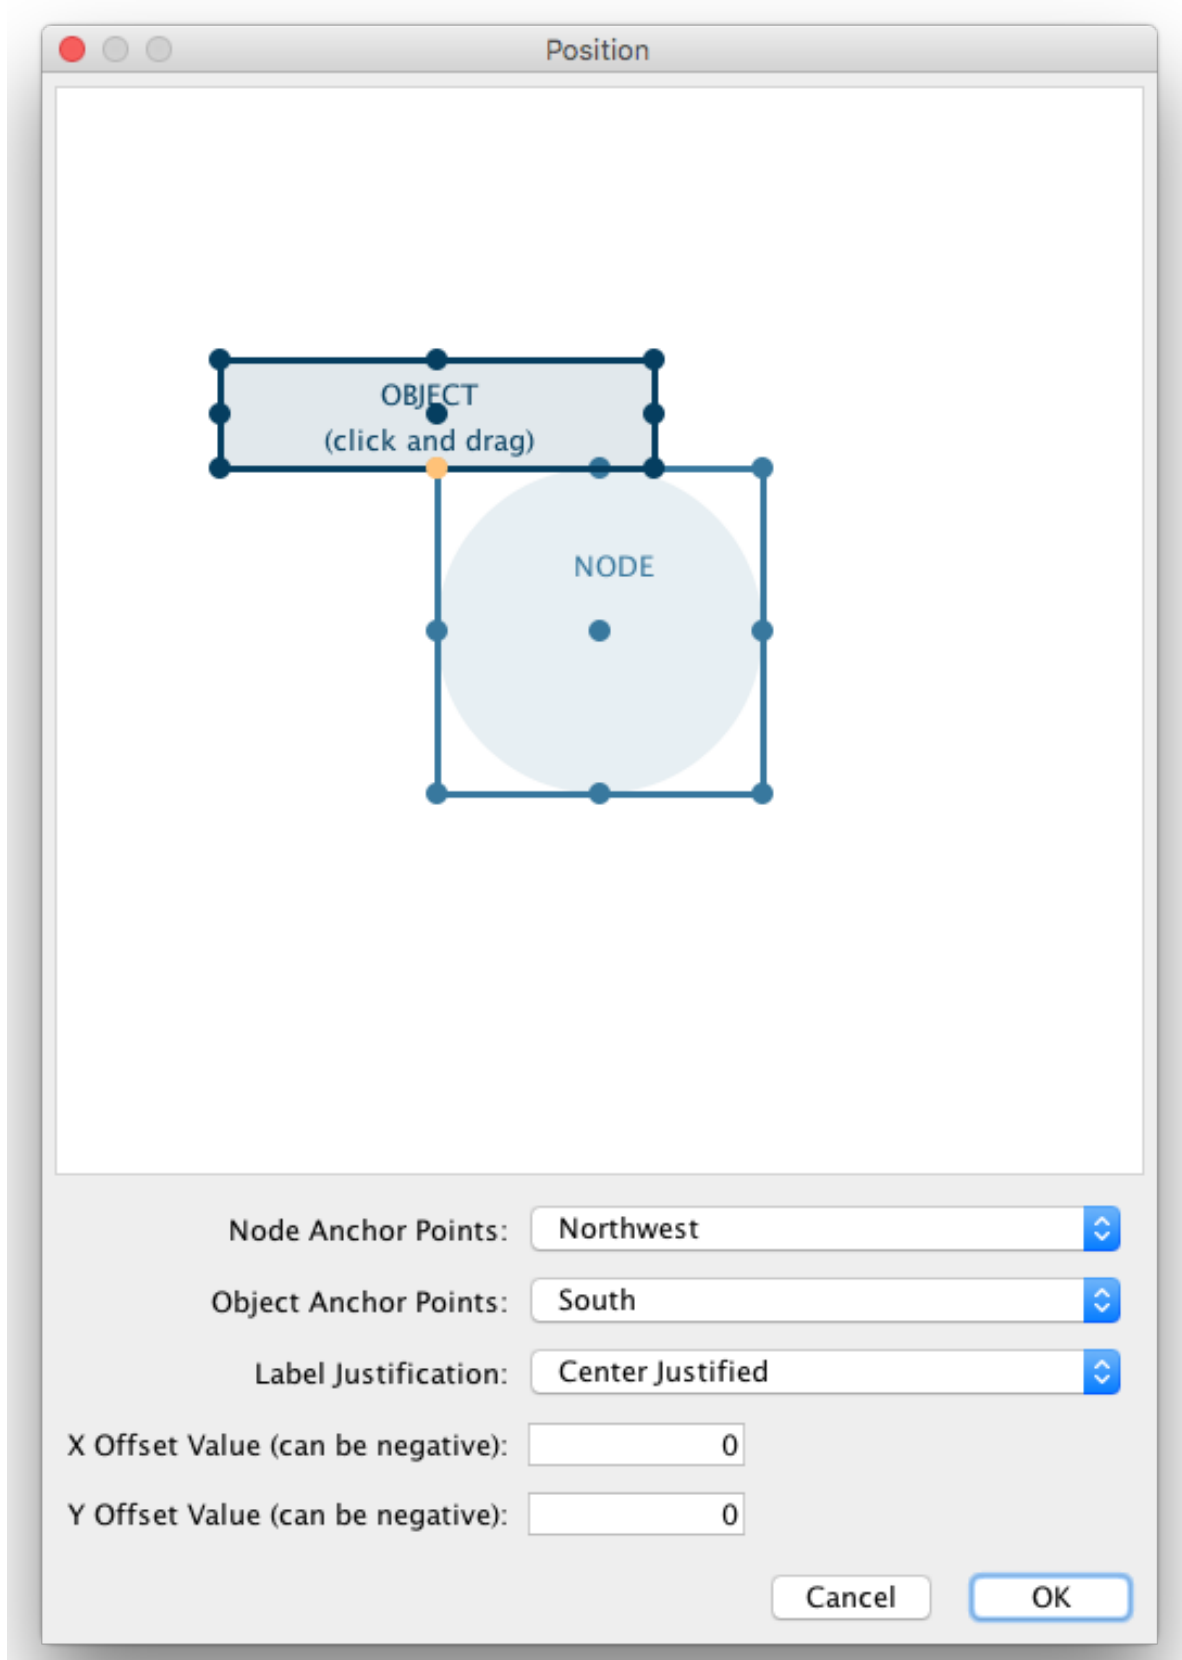 Position
OBJECT
(click and drag)
NODE
Node Anchor Points: Northwest
Object Anchor Points: South
Label Justification: Center Justified
X Offset Value (can be negative): 0
Y Offset Value (can be negative): 0
Cancel OK